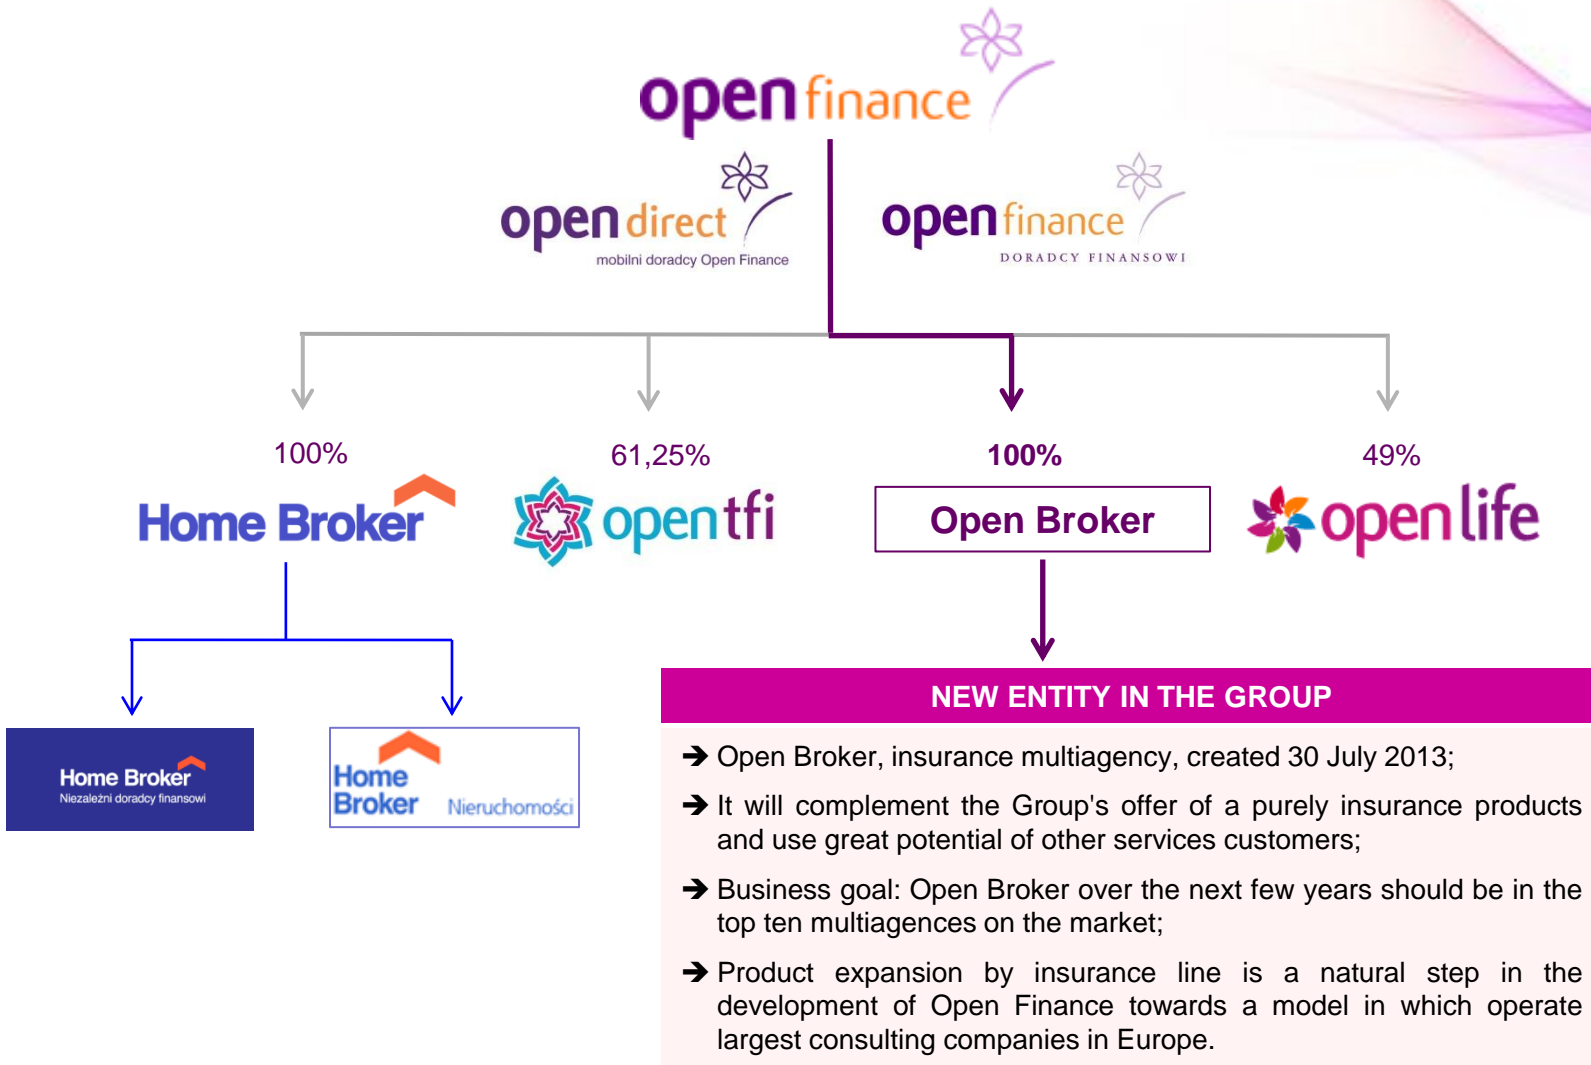 open finance
open direct
mobilni doradcy Open Finance
open finance
DORADCY FINANSOWI
100%
61,25%
100%
49%
Home Broker
open tfi
Open Broker
open life
Home Broker
Niezależni doradcy finansowi
Home
Broker Nieruchomości
NEW ENTITY IN THE GROUP
➔ Open Broker, insurance multiagency, created 30 July 2013;
➔ It will complement the Group's offer of a purely insurance products
and use great potential of other services customers;
➔ Business goal: Open Broker over the next few years should be in the
top ten multiagences on the market;
➔ Product expansion by insurance line is a natural step in the
development of Open Finance towards a model in which operate
largest consulting companies in Europe.